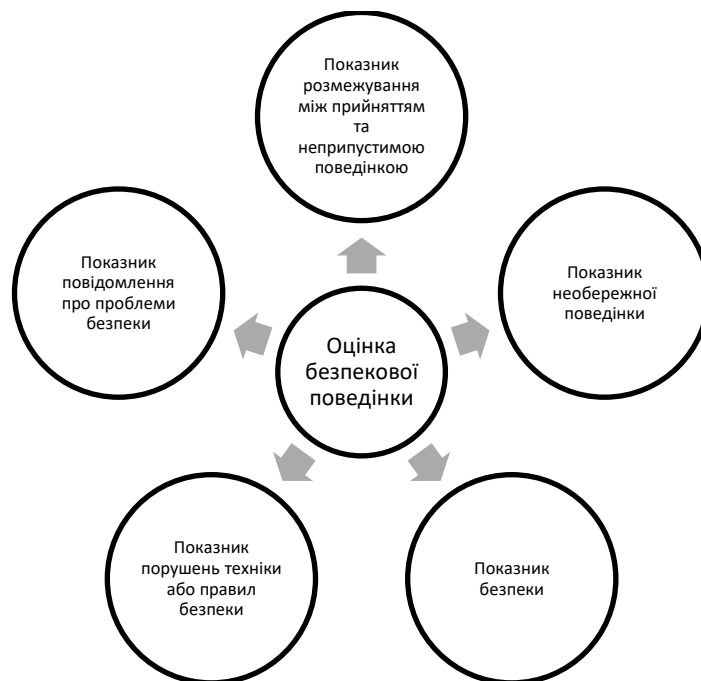 Показник
розмежування
між прийняттям
та
неприпустимою
поведінкою
Показник
повідомлення
про проблеми
безпеки
Показник
необережної
поведінки
Оцінка
безпекової
поведінки
Показник
порушень техніки
або правил
безпеки
Показник
безпеки